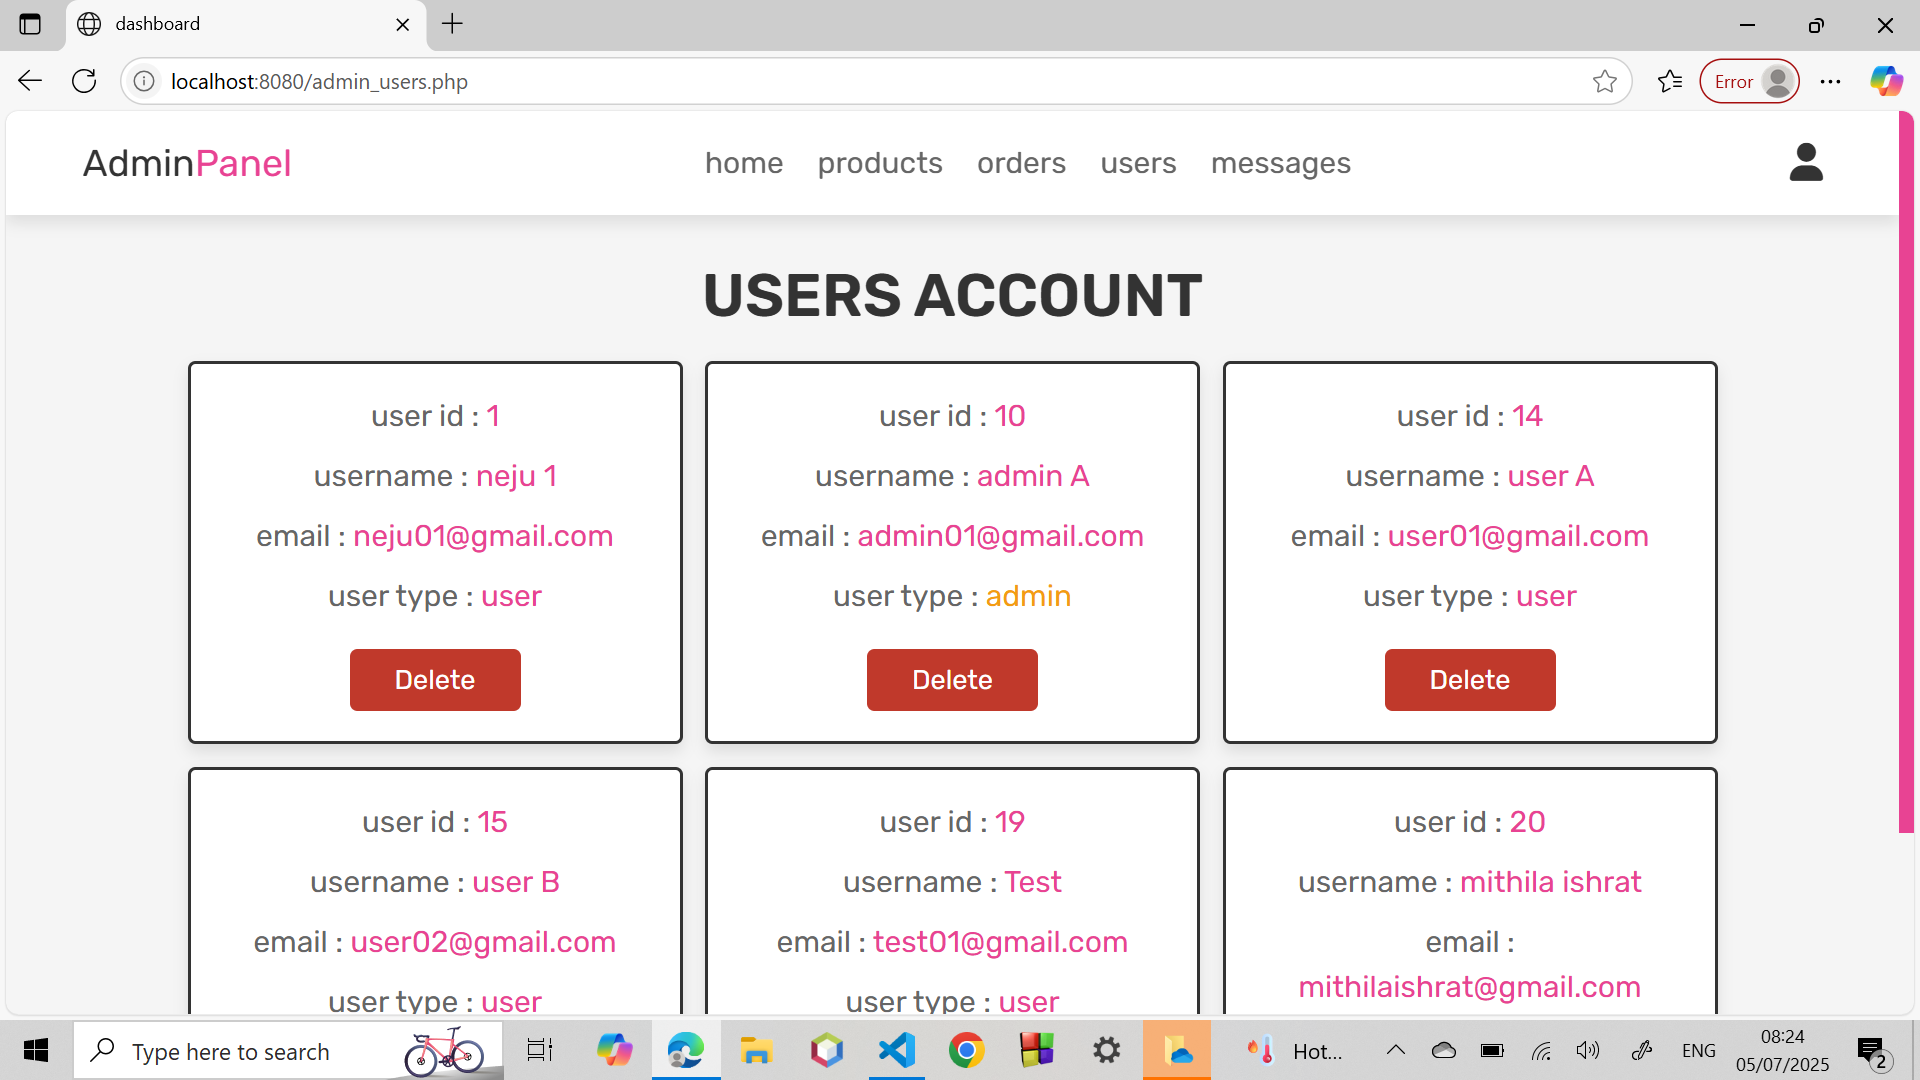 dashboard
localhost:8080/admin_users.php
Error
AdminPanel
home products orders users messages
USERS ACCOUNT
user id : 1
username : neju 1
email : neju01@gmail.com
user type : user
Delete
user id : 10
username : admin A
email : admin01@gmail.com
user type : admin
Delete
user id : 14
username : user A
email : user01@gmail.com
user type : user
Delete
user id : 15
username : user B
email : user02@gmail.com
user type : user
user id : 19
username : Test
email : test01@gmail.com
user type : user
user id : 20
username : mithila ishrat
email :
mithilaishrat@gmail.com
Type here to search
Hot...
ENG
08:24
05/07/2025
2